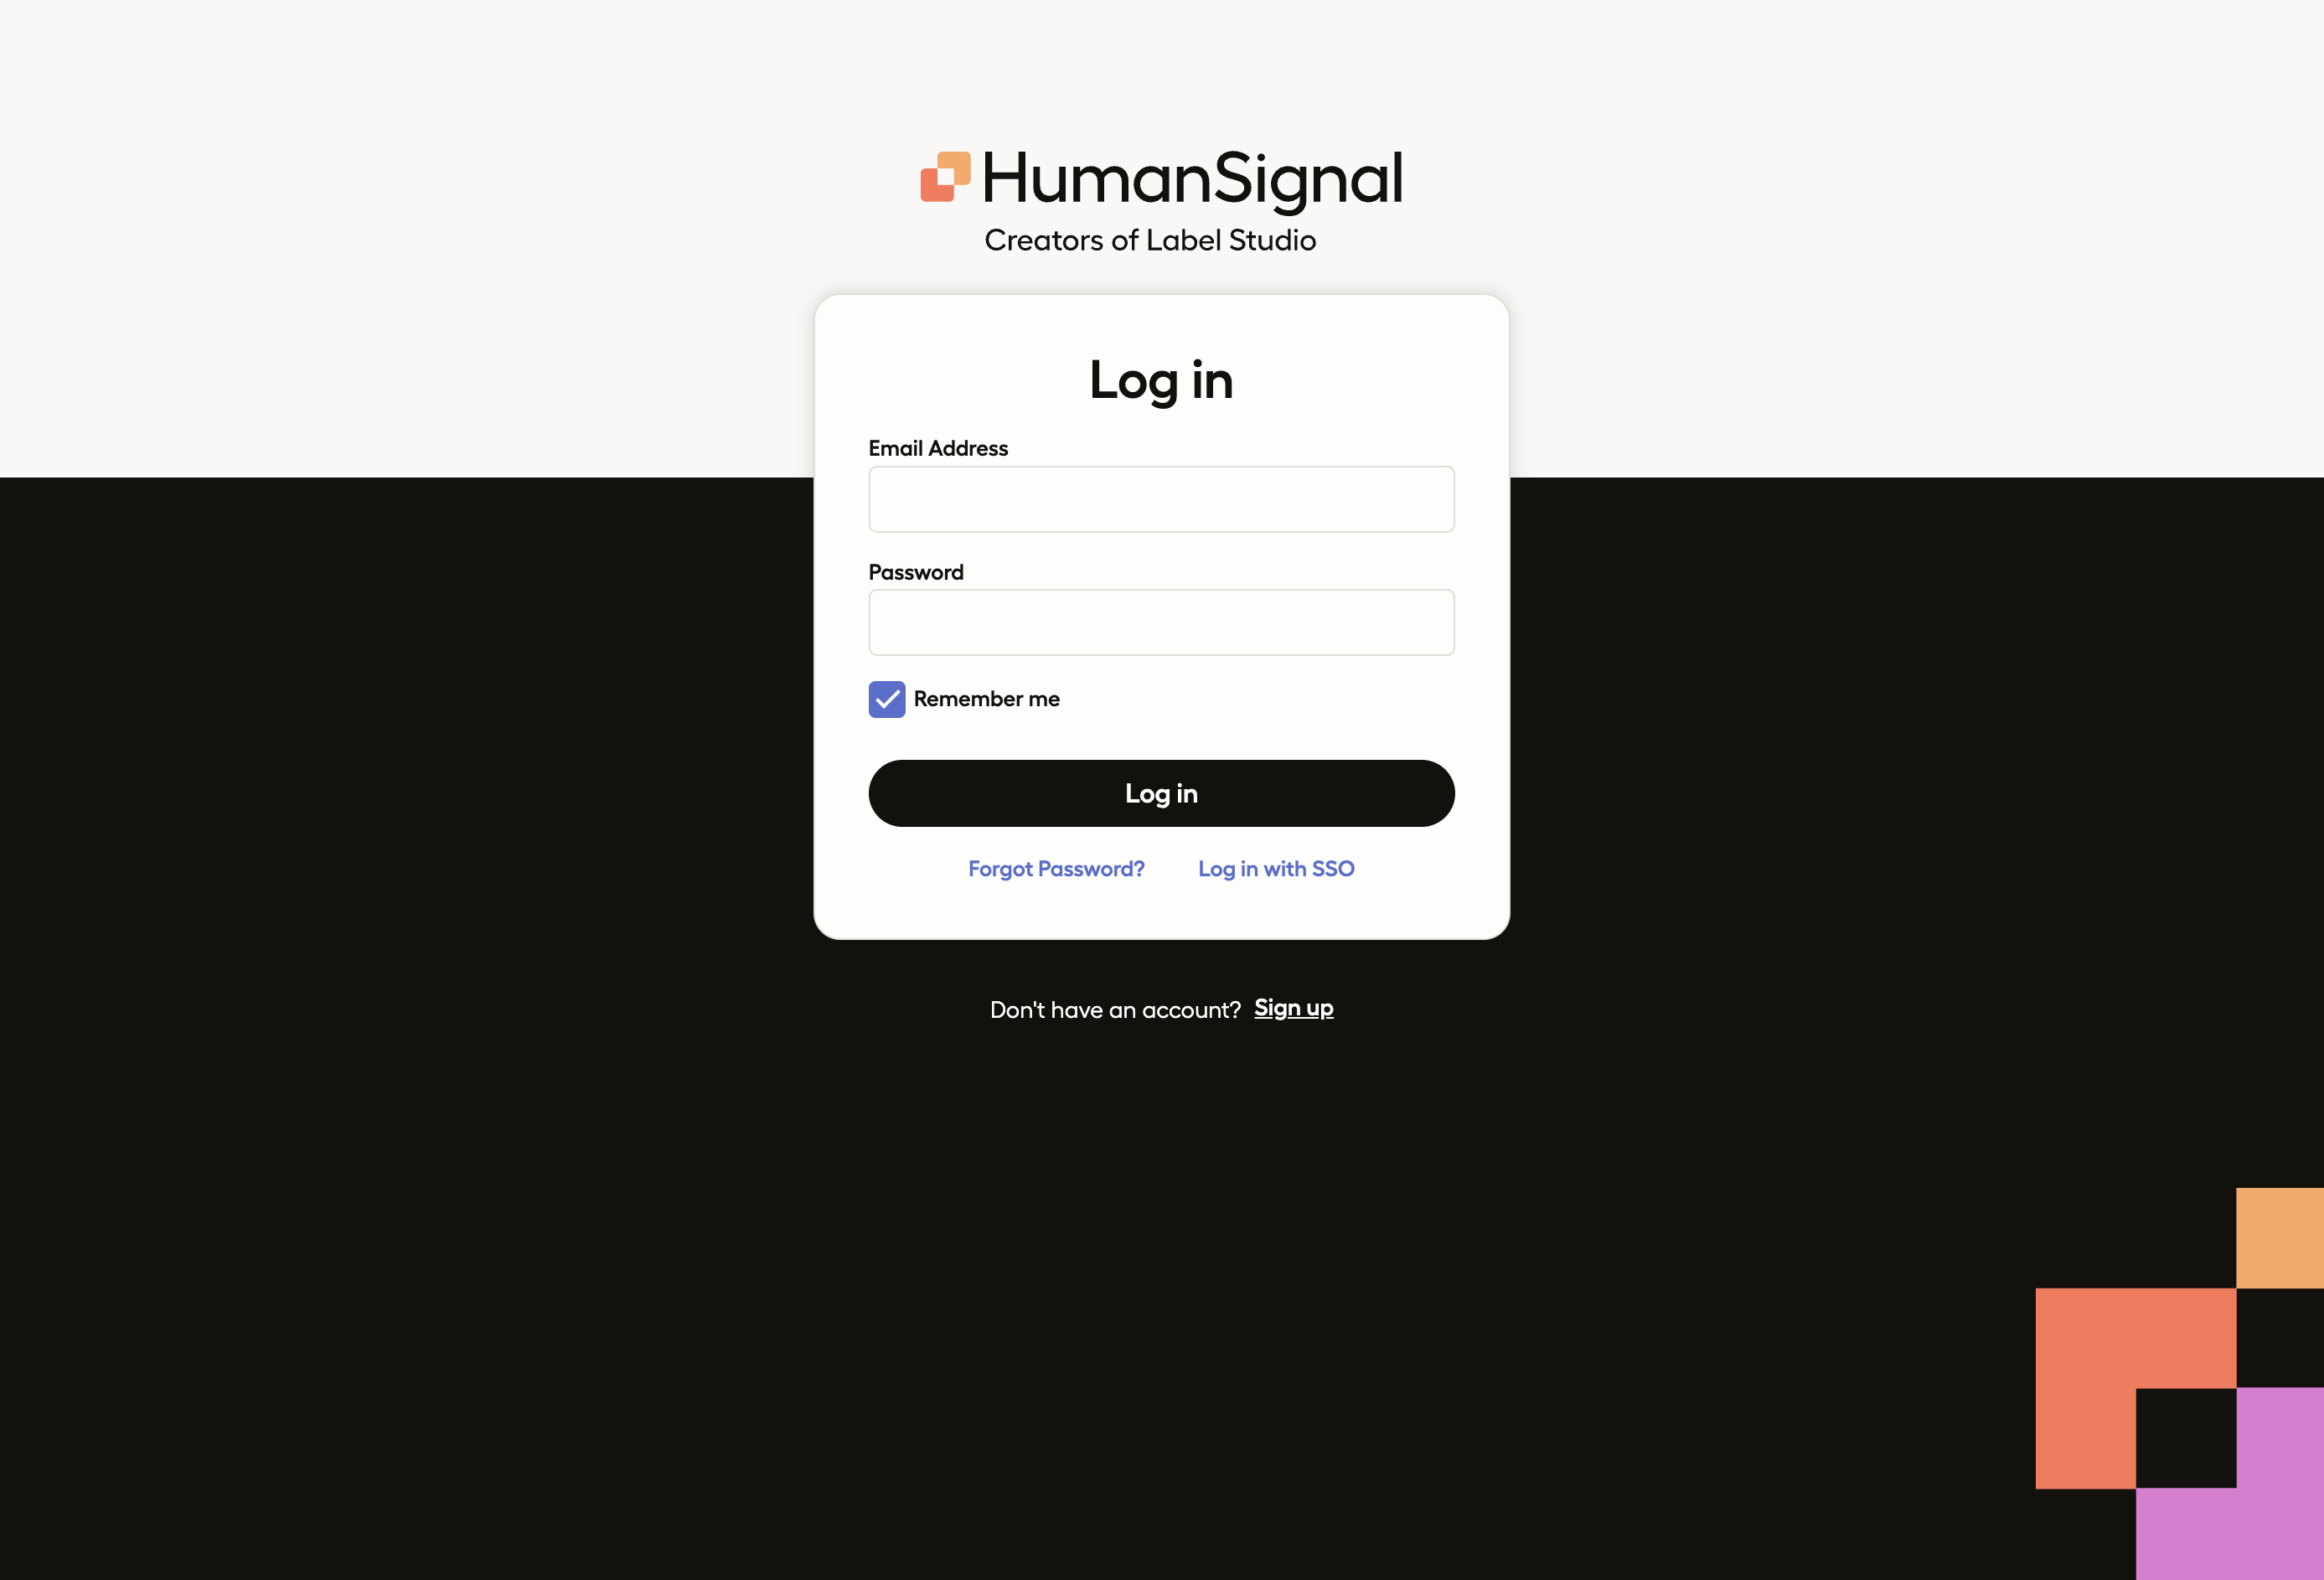 HumanSignal
Creators of Label Studio
Log in
Email Address
Password
Remember me
Log in
Forgot Password? Log in with SSO
Don't have an account? Sign up